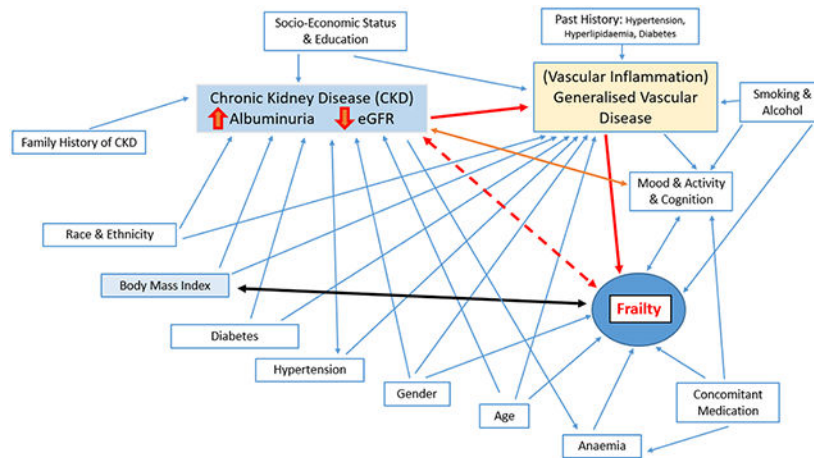 Socio-Economic Status
& Education
Past History: Hypertension,
Hyperlipidaemia, Diabetes
Chronic Kidney Disease (CKD)
Albuminuria eGFR
(Vascular Inflammation)
Generalised Vascular
Disease
Smoking &
Alcohol
Family History of CKD
Mood & Activity
& Cognition
Race & Ethnicity
Body Mass Index
Frailty
Diabetes
Hypertension
Gender
Age
Concomitant
Medication
Anaemia